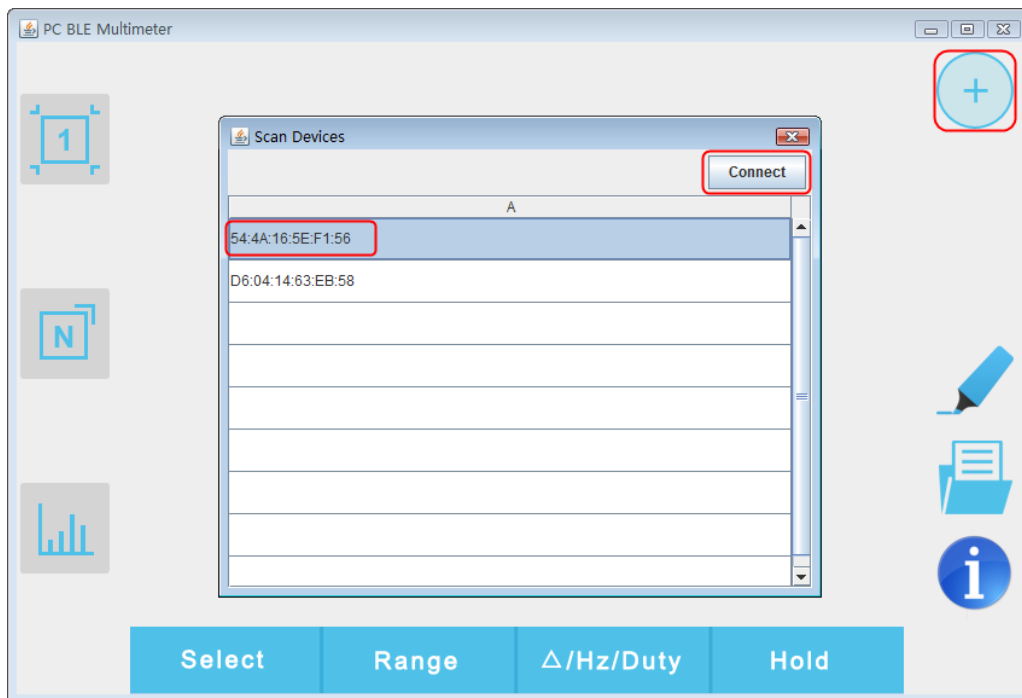 PC BLE Multimeter
+
1
Scan Devices
Connect
A
54:4A:16:5E:F1:56
D6:04:14:63:EB:58
N
i
Select Range △/Hz/Duty Hold